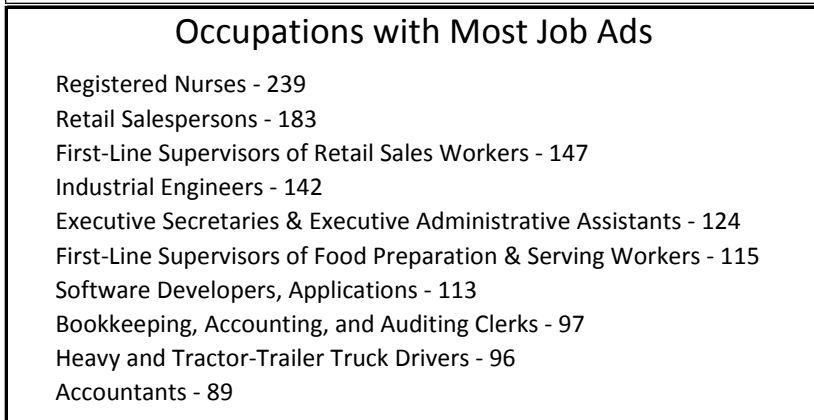 Occupations with Most Job Ads
Registered Nurses - 239
Retail Salespersons - 183
First-Line Supervisors of Retail Sales Workers - 147
Industrial Engineers - 142
Executive Secretaries & Executive Administrative Assistants - 124
First-Line Supervisors of Food Preparation & Serving Workers - 115
Software Developers, Applications - 113
Bookkeeping, Accounting, and Auditing Clerks - 97
Heavy and Tractor-Trailer Truck Drivers - 96
Accountants - 89